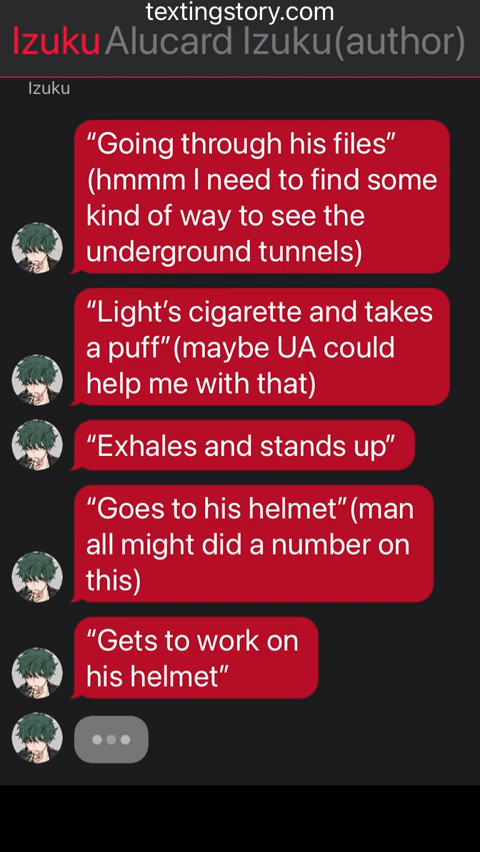 textingstory.com
Izuku Alucard Izuku(author)
Izuku
“Going through his files”
(hmmm I need to find some
kind of way to see the
underground tunnels)
“Light’s cigarette and takes
a puff”(maybe UA could
help me with that)
“Exhales and stands up”
“Goes to his helmet”(man
all might did a number on
this)
“Gets to work on
his helmet”